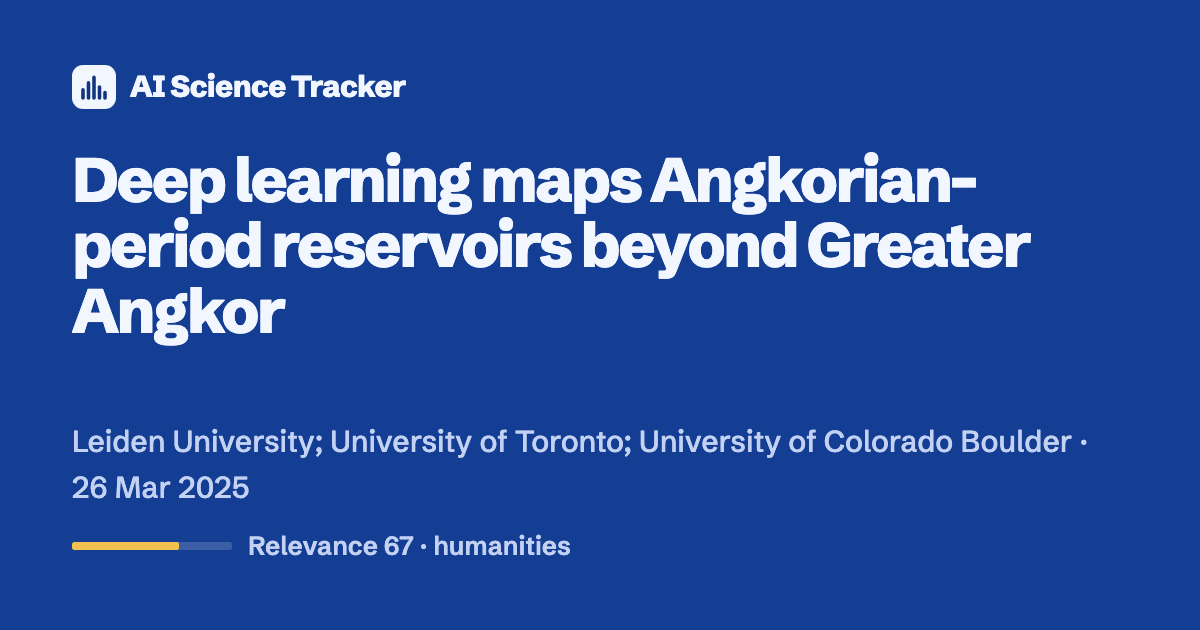 AI Science Tracker
Deep learning maps Angkorian-
period reservoirs beyond Greater
Angkor
Leiden University; University of Toronto; University of Colorado Boulder ·
26 Mar 2025
Relevance 67 · humanities